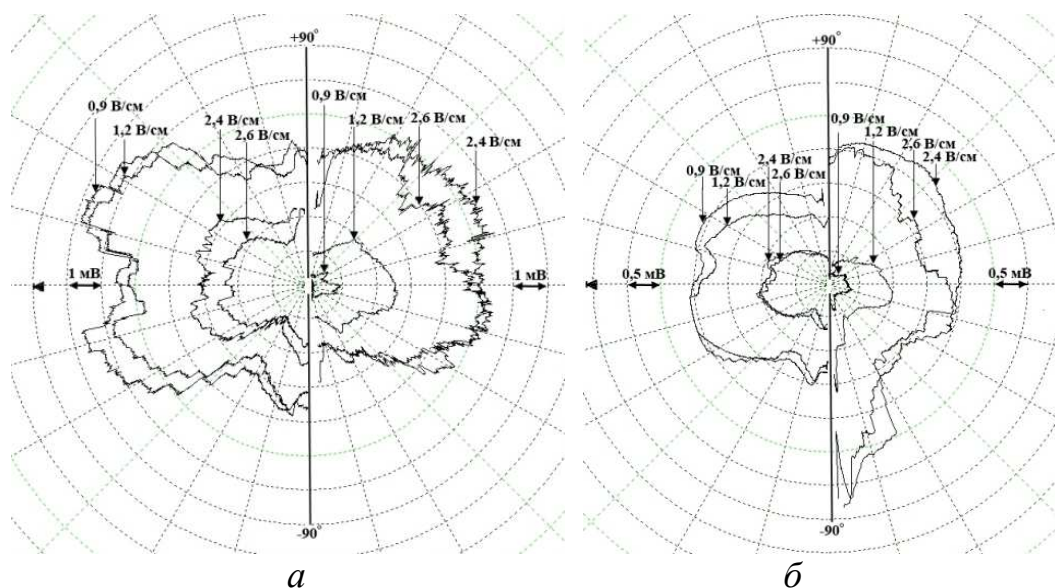 +90°
0,9 В/см
0,9 В/см
1,2 В/см
1,2 В/см
2,4 В/см
2,6 В/см
2,6 В/см
2,4 В/см
1 мВ
1 мВ
-90°
а
+90°
0,9 В/см
1,2 В/см
2,6 В/см
2,4 В/см
2,4 В/см
0,9 В/см
2,6 В/см
1,2 В/см
0,5 мВ
0,5 мВ
-90°
б